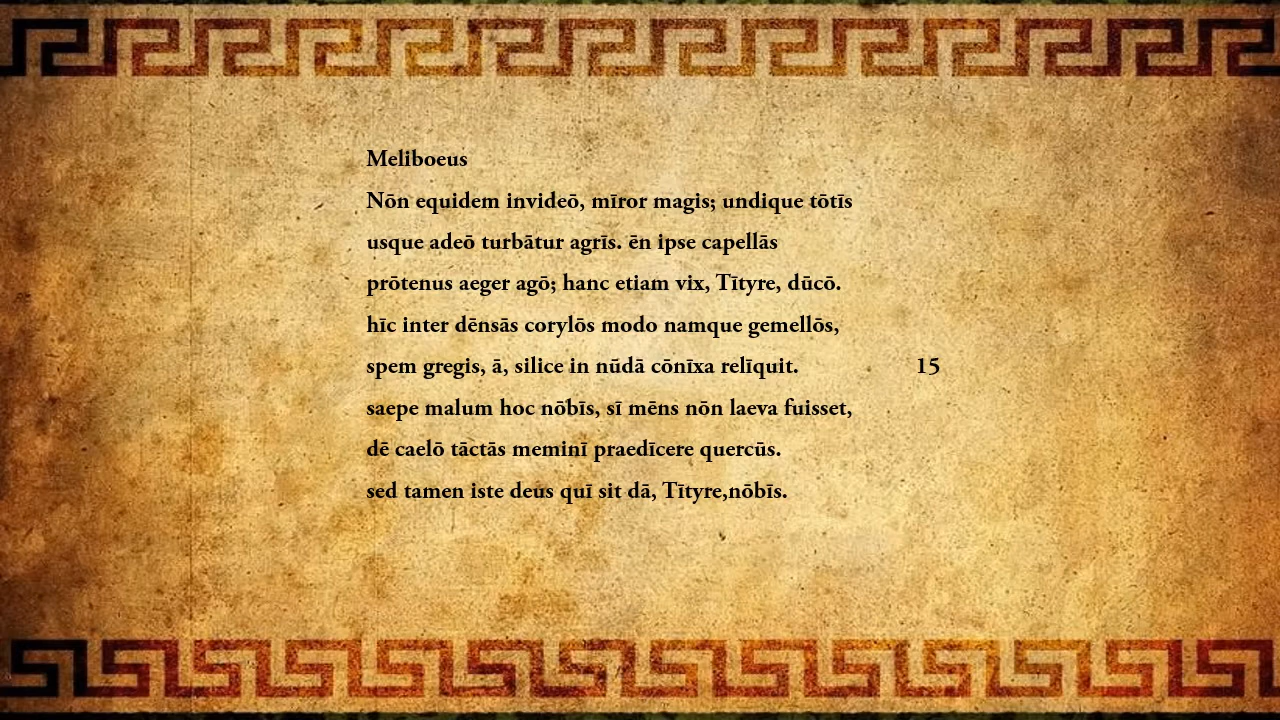 Meliboeus
Nōn equidem invideō, mīror magis; undique tōtīs
usque adeō turbātur agrīs. ēn ipse capellās
prōtenus aeger agō; hanc etiam vix, Tītyre, dūcō.
hīc inter dēnsās corylōs modo namque gemellōs,
spem gregis, ā, silice in nūdā cōnīxa relīquit. 15
saepe malum hoc nōbīs, sī mēns nōn laeva fuisset,
dē caelō tāctās meminī praedīcere quercūs.
sed tamen iste deus quī sit dā, Tītyre,nōbīs.